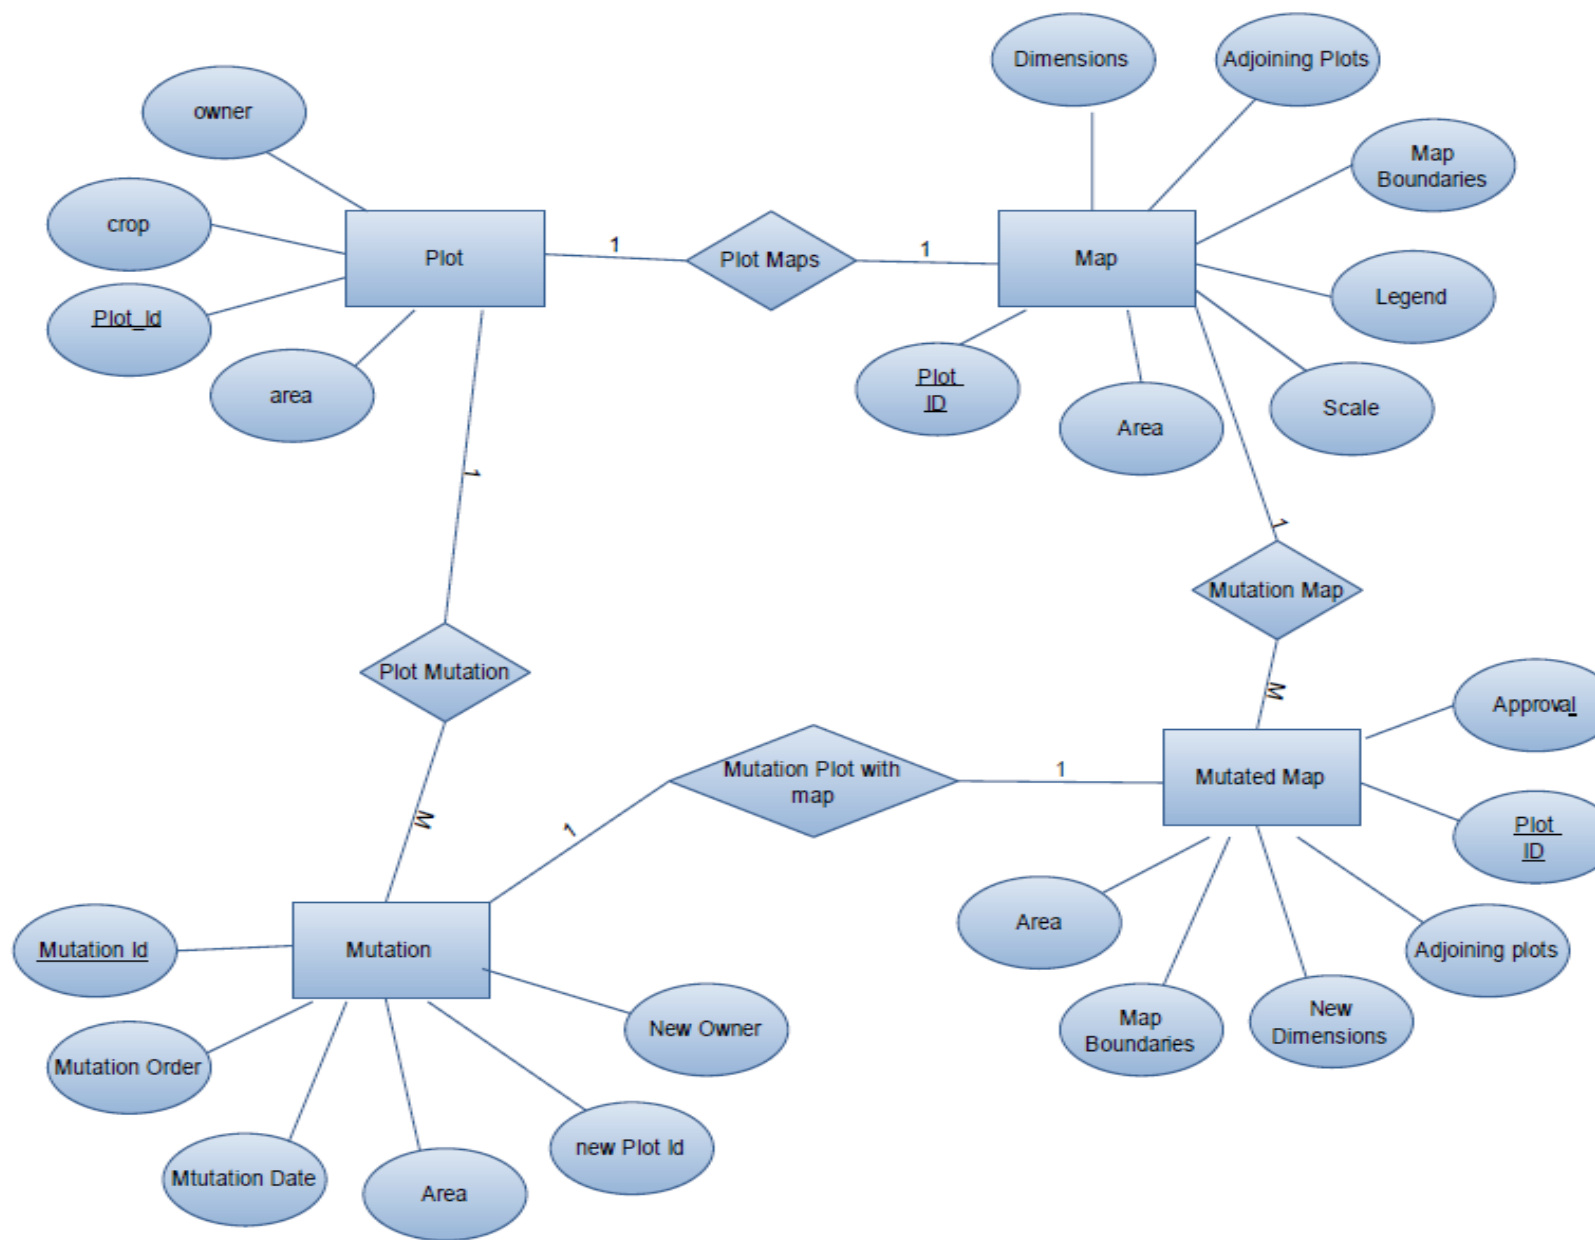 Dimensions
Adjoining Plots
owner
Map
Boundaries
crop
Plot
1
Plot Maps
1
Map
Legend
Plot_Id
Plot_
ID
area
Area
Scale
1
1
Mutation Map
Plot Mutation
M
Approval
Mutation Plot with
map
1
Mutated Map
M
1
Plot_
ID
Area
Adjoining plots
Mutation Id
Mutation
New Owner
Map
Boundaries
New
Dimensions
Mutation Order
new Plot Id
Mtutation Date
Area